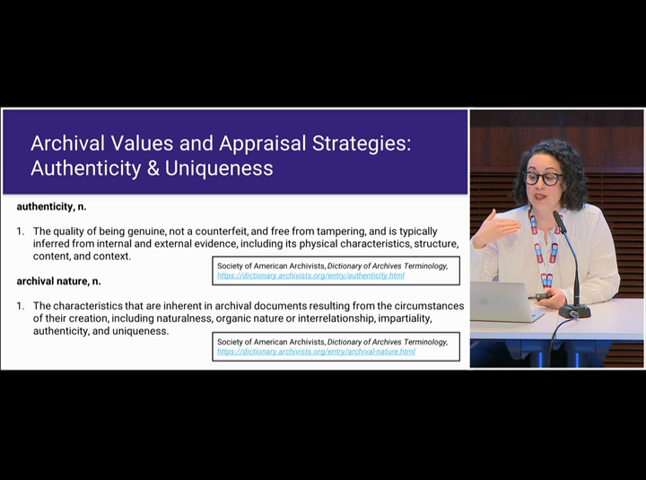 Archival Values and Appraisal Strategies:
Authenticity & Uniqueness
authenticity, n.
1. The quality of being genuine, not a counterfeit, and free from tampering, and is typically
inferred from internal and external evidence, including its physical characteristics, structure,
content, and context.
Society of American Archivists, Dictionary of Archives Terminology,
https://dictionary.archivists.org/entry/authenticity.html
archival nature, n.
1. The characteristics that are inherent in archival documents resulting from the circumstances
of their creation, including naturalness, organic nature or interrelationship, impartiality,
authenticity, and uniqueness.
Society of American Archivists, Dictionary of Archives Terminology,
https://dictionary.archivists.org/entry/archival-nature.html